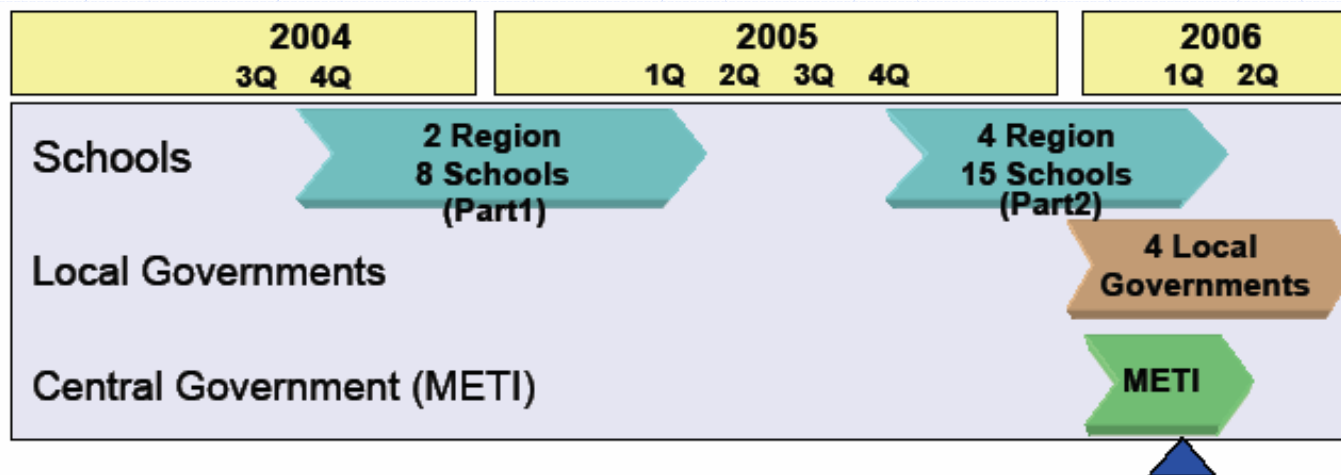 2004
3Q 4Q
2005
1Q 2Q 3Q 4Q
2006
1Q 2Q
Schools
2 Region
8 Schools
(Part1)
4 Region
15 Schools
(Part2)
Local Governments
4 Local
Governments
Central Government (METI)
METI